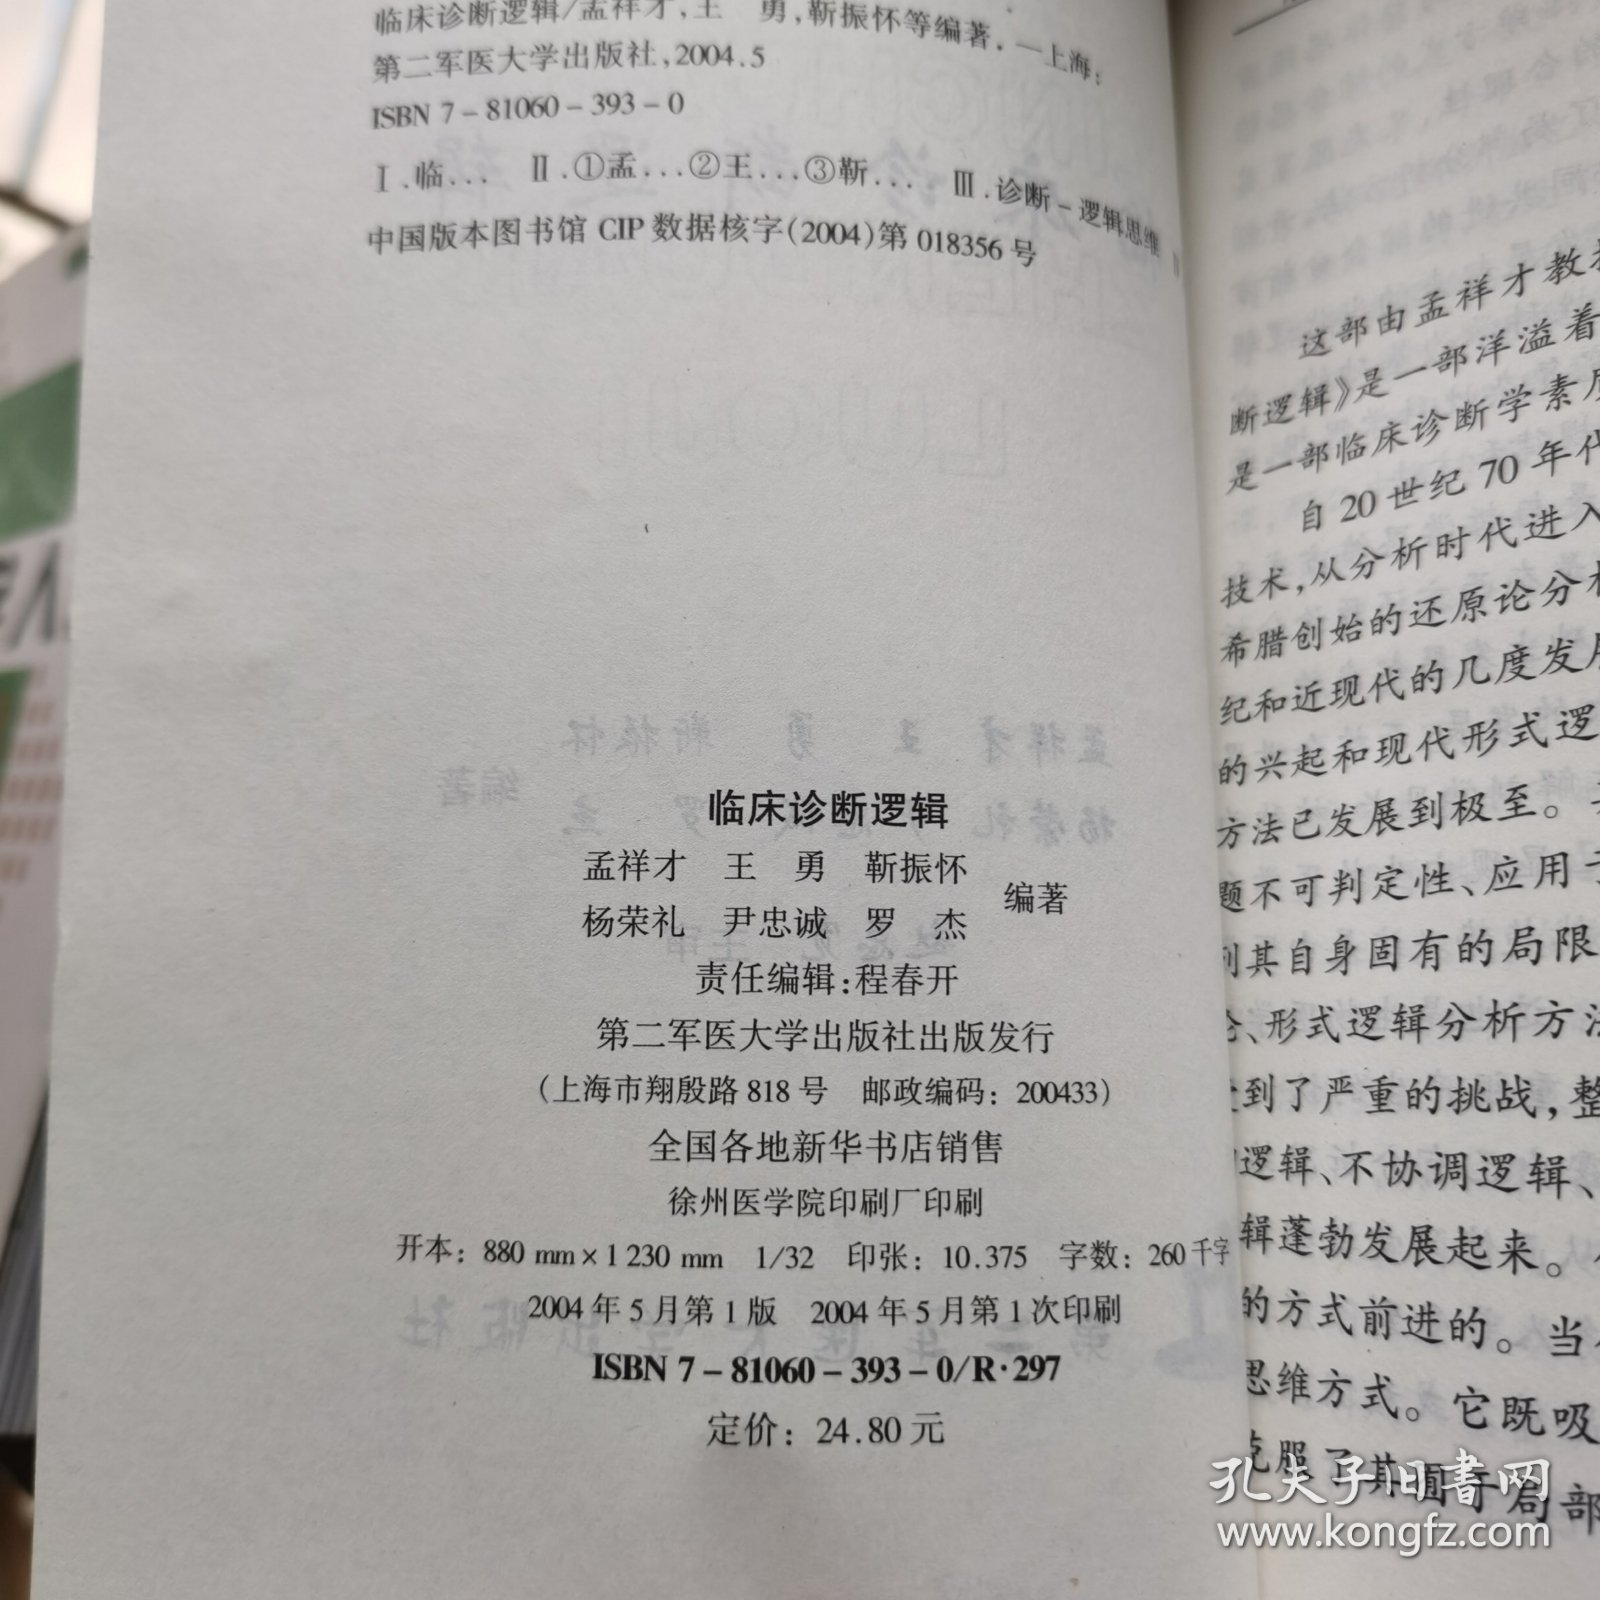 临床诊断逻辑/孟祥才,王　勇,靳振怀等编著.—上海:
第二军医大学出版社,2004.5
ISBN 7-81060-393-0
Ⅰ.临...　Ⅱ.①孟...②王...③靳...　Ⅲ.诊断-逻辑思维
中国版本图书馆 CIP 数据核字(2004)第 018356 号
临床诊断逻辑
孟祥才　王　勇　靳振怀
杨荣礼　尹忠诚　罗　杰
编著
责任编辑:程春开
第二军医大学出版社出版发行
(上海市翔殷路 818 号　邮政编码: 200433)
全国各地新华书店销售
徐州医学院印刷厂印刷
开本: 880 mm×1 230 mm　1/32　印张: 10.375　字数: 260 千字
2004 年 5 月第 1 版　2004 年 5 月第 1 次印刷
ISBN 7-81060-393-0/R·297
定价: 24.80 元
这部由孟祥才教
断逻辑》是一部洋溢着
是一部临床诊断学素
自 20 世纪 70 年代
技术,从分析时代进入
希腊创始的还原论分析
纪和近现代的几度发展
的兴起和现代形式逻
方法已发展到极至。
题不可判定性、应用于
到其自身固有的局限
论、形式逻辑分析方法
受到了严重的挑战,整
逻辑、不协调逻辑、
辑蓬勃发展起来。
的方式前进的。当
思维方式。它既吸
克服了其囿于局部
孔夫子旧书网
www.kongfz.com